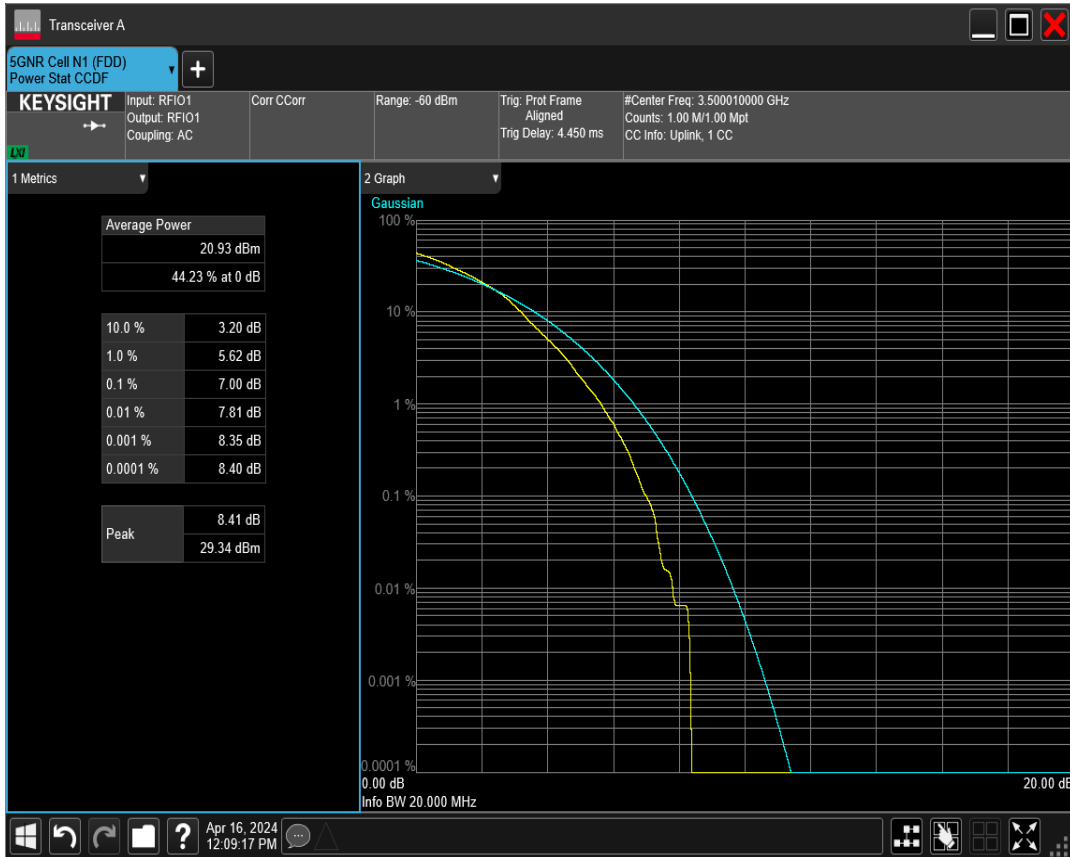 Transceiver A
5GNR Cell N1 (FDD)
Power Stat CCDF
+
KEYSIGHT
LXI
Input: RFIO1
Output: RFIO1
Coupling: AC
Corr CCorr
Range: -60 dBm
Trig: Prot Frame
Aligned
Trig Delay: 4.450 ms
#Center Freq: 3.500010000 GHz
Counts: 1.00 M/1.00 Mpt
CC Info: Uplink, 1 CC
1 Metrics
Average Power
20.93 dBm
44.23 % at 0 dB
10.0 % 3.20 dB
1.0 % 5.62 dB
0.1 % 7.00 dB
0.01 % 7.81 dB
0.001 % 8.35 dB
0.0001 % 8.40 dB
Peak
8.41 dB
29.34 dBm
2 Graph
Gaussian
100 %
10 %
1 %
0.1 %
0.01 %
0.001 %
0.0001 %
0.00 dB 20.00 dB
Info BW 20.000 MHz
?
Apr 16, 2024
12:09:17 PM